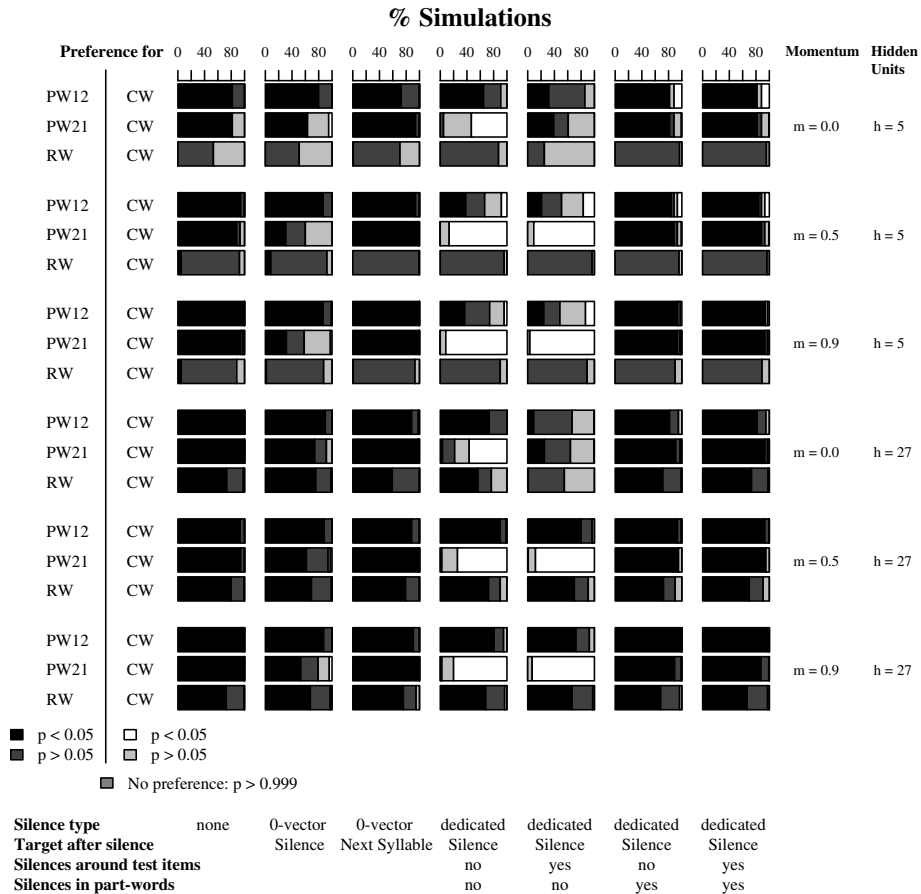 % Simulations
Preference for 0 40 80 0 40 80 0 40 80 0 40 80 0 40 80 0 40 80 0 40 80 Momentum Hidden
Units
PW12 CW
PW21 CW m = 0.0 h = 5
RW CW
PW12 CW
PW21 CW m = 0.5 h = 5
RW CW
PW12 CW
PW21 CW m = 0.9 h = 5
RW CW
PW12 CW
PW21 CW m = 0.0 h = 27
RW CW
PW12 CW
PW21 CW m = 0.5 h = 27
RW CW
PW12 CW
PW21 CW m = 0.9 h = 27
RW CW
p < 0.05 p < 0.05
p > 0.05 p > 0.05
No preference: p > 0.999
Silence type none 0-vector 0-vector dedicated dedicated dedicated dedicated
Target after silence Silence Next Syllable Silence Silence Silence Silence
Silences around test items no yes no yes
Silences in part-words no no yes yes